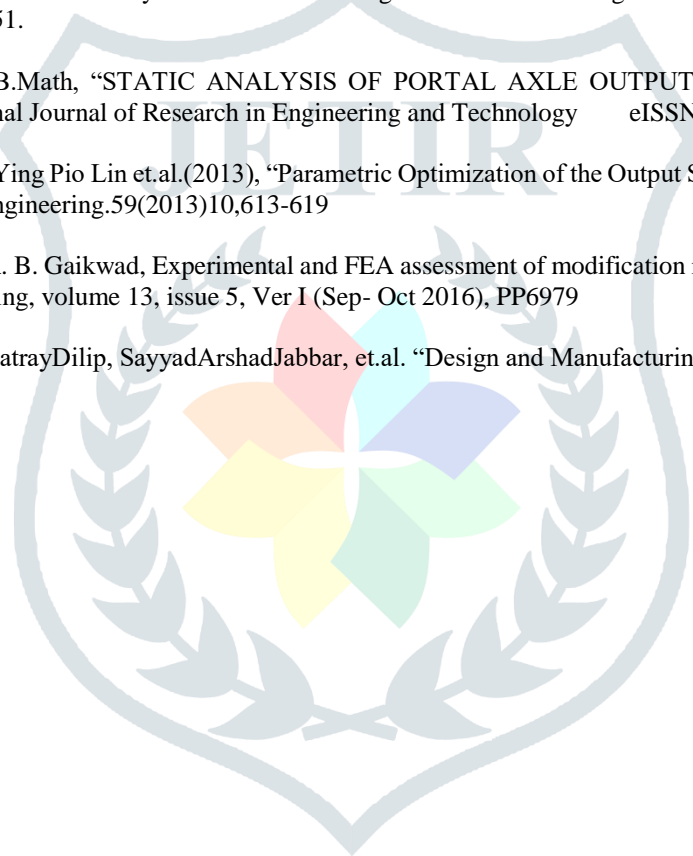 51.
B.Math, “STATIC ANALYSIS OF PORTAL AXLE OUTPUT
nal Journal of Research in Engineering and Technology eISSN
Ying Pio Lin et.al.(2013), “Parametric Optimization of the Output S
ngineering.59(2013)10,613-619
. B. Gaikwad, Experimental and FEA assessment of modification
ing, volume 13, issue 5, Ver I (Sep- Oct 2016), PP6979
atrayDilip, SayyadArshadJabbar, et.al. “Design and Manufacturin
JETIR